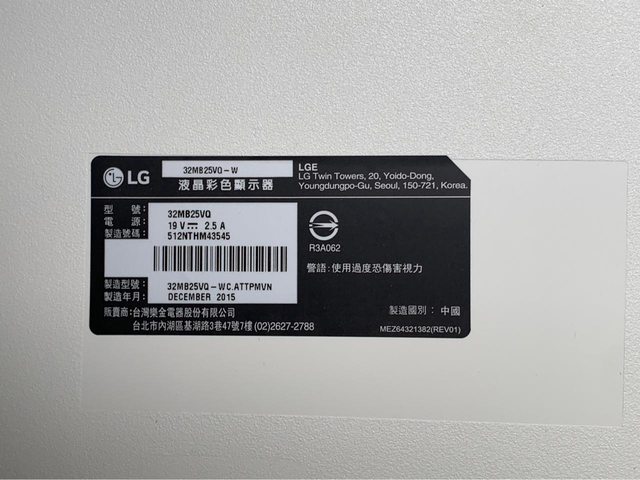 LG
32MB25VQ-W
液晶彩色顯示器
LGE
LG Twin Towers, 20, Yoido-Dong,
Youngdungpo-Gu, Seoul, 150-721, Korea.
型 號: 32MB25VQ
電 源: 19 V⎓ 2.5 A
製造號碼: 512NTHM43545
R3A062
警語:使用過度恐傷害視力
製造型號: 32MB25VQ-WC.ATTPMVN
製造年月: DECEMBER 2015
販賣商:台灣樂金電器股份有限公司
台北市內湖區基湖路3巷47號7樓 (02)2627-2788
製造國別: 中國
MEZ64321382(REV01)